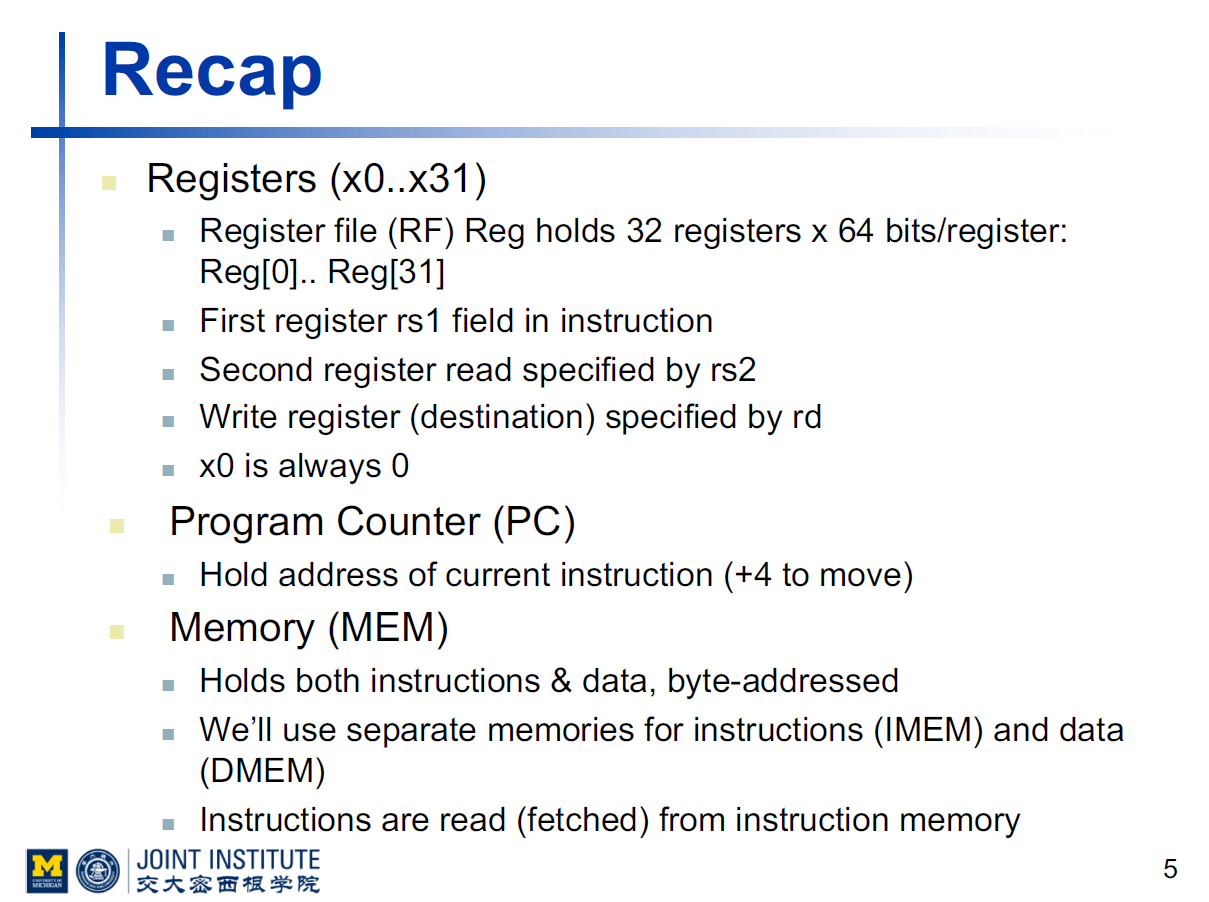 Recap
Registers (x0..x31)
Register file (RF) Reg holds 32 registers x 64 bits/register:
Reg[0].. Reg[31]
First register rs1 field in instruction
Second register read specified by rs2
Write register (destination) specified by rd
x0 is always 0
Program Counter (PC)
Hold address of current instruction (+4 to move)
Memory (MEM)
Holds both instructions & data, byte-addressed
We’ll use separate memories for instructions (IMEM) and data
(DMEM)
Instructions are read (fetched) from instruction memory
M
UNIVERSITY OF
MICHIGAN
JOINT INSTITUTE
交大密西根学院
5